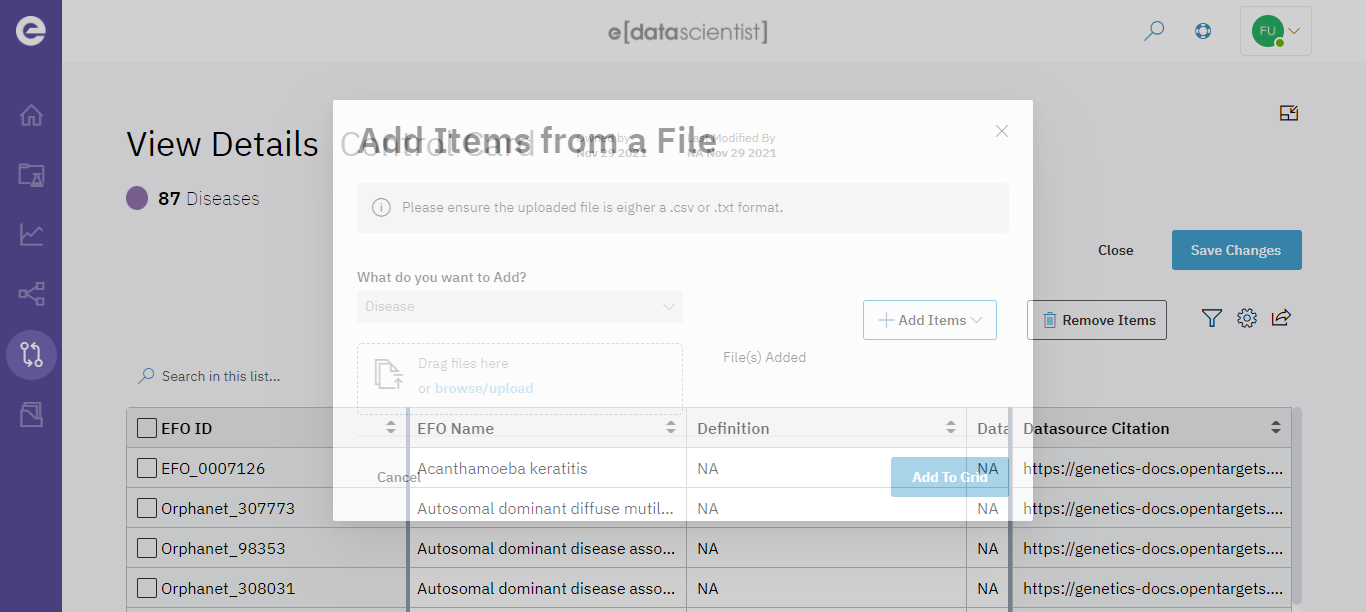 e[datascientist]
FU
View Details Control Card
Add Items from a File
Owned by
Nov 29 2021
Last Modified By
NA Nov 29 2021
87 Diseases
Please ensure the uploaded file is eigher a .csv or .txt format.
Close
Save Changes
What do you want to Add?
Disease
Add Items
Remove Items
Drag files here
or browse/upload
File(s) Added
Search in this list...
EFO ID EFO Name Definition Data Datasource Citation
EFO_0007126 Acanthamoeba keratitis NA NA https://genetics-docs.opentargets....
Cancel
Add To Grid
Orphanet_307773 Autosomal dominant diffuse mutil... NA NA https://genetics-docs.opentargets....
Orphanet_98353 Autosomal dominant disease asso... NA NA https://genetics-docs.opentargets....
Orphanet_308031 Autosomal dominant disease asso... NA NA https://genetics-docs.opentargets....